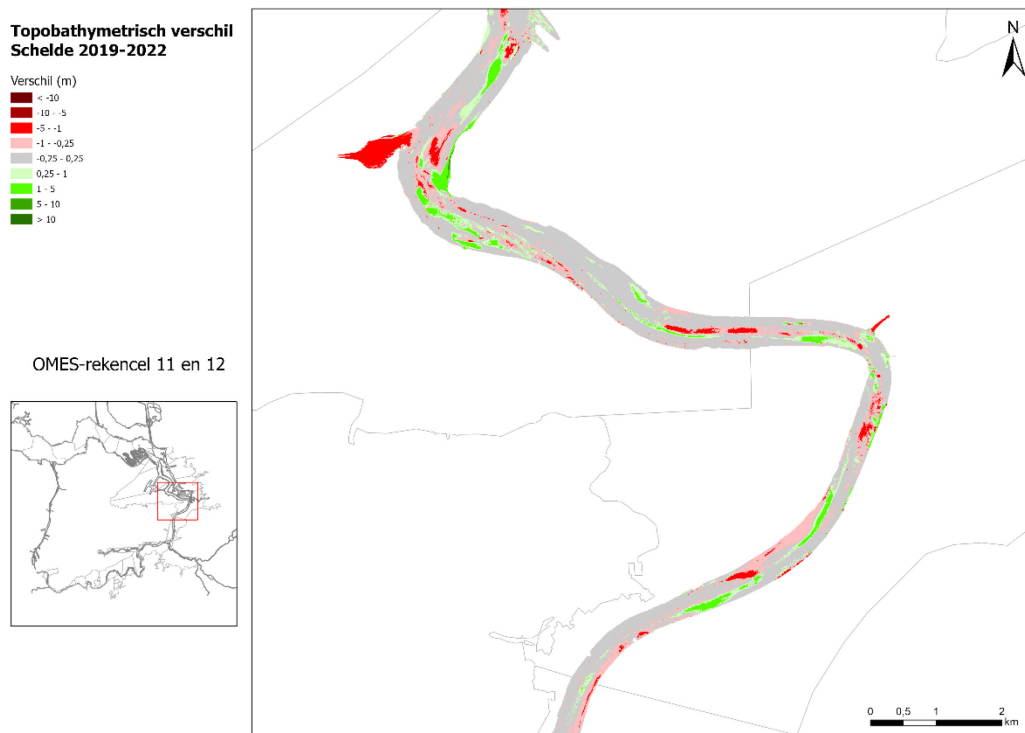 Topobathymetrisch verschil
Schelde 2019-2022
Verschil (m)
< -10
-10 - -5
-5 - -1
-1 - -0,25
-0,25 - 0,25
0,25 - 1
1 - 5
5 - 10
> 10
OMES-rekencel 11 en 12
N
0 0,5 1 2
km